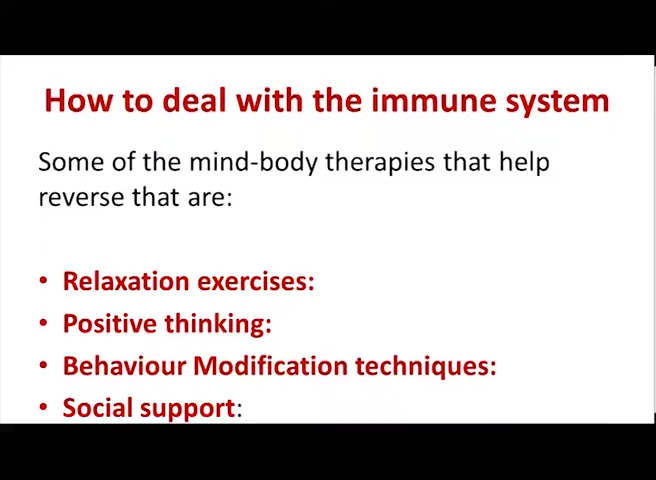 How to deal with the immune system
Some of the mind-body therapies that help
reverse that are:
• Relaxation exercises:
• Positive thinking:
• Behaviour Modification techniques:
• Social support: